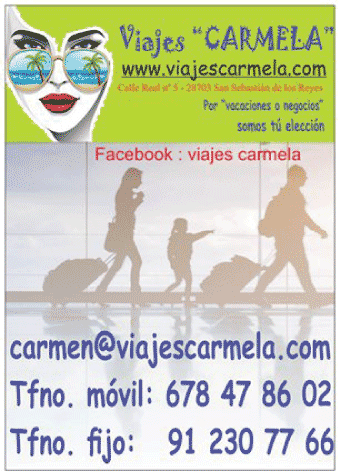 Viajes "CARMELA"
www.viajescarmela.com
Calle Real nº 5 - 28703 San Sebastián de los Reyes
Por "vacaciones o negocios"
somos tú elección
Facebook : viajes carmela
carmen@viajescarmela.com
Tfno. móvil: 678 47 86 02
Tfno. fijo: 91 230 77 66